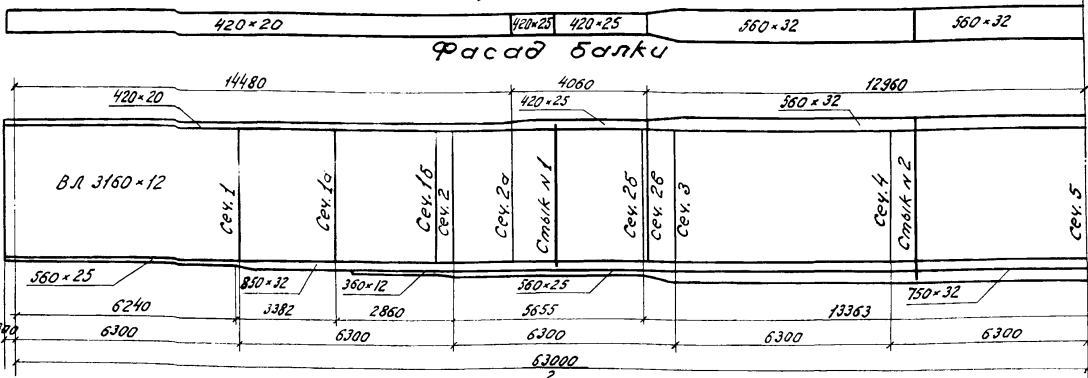 420×20 420×25 420×25 560×32 560×32
Фасад балки
14480 4060 12960
420×20 420×25 560×32
ВЛ 3160×12
Сеч. 1
Сеч. 1а
Сеч. 1б
Сеч. 2
Сеч. 2а
Стык N 1
Сеч. 2б
Сеч. 2в
Сеч. 3
Сеч. 4
Стык N 2
Сеч. 5
560×25 850×32 360×12 560×25 750×32
6240 3382 2860 5655 13363
6300 6300 6300 6300 6300
63000
2